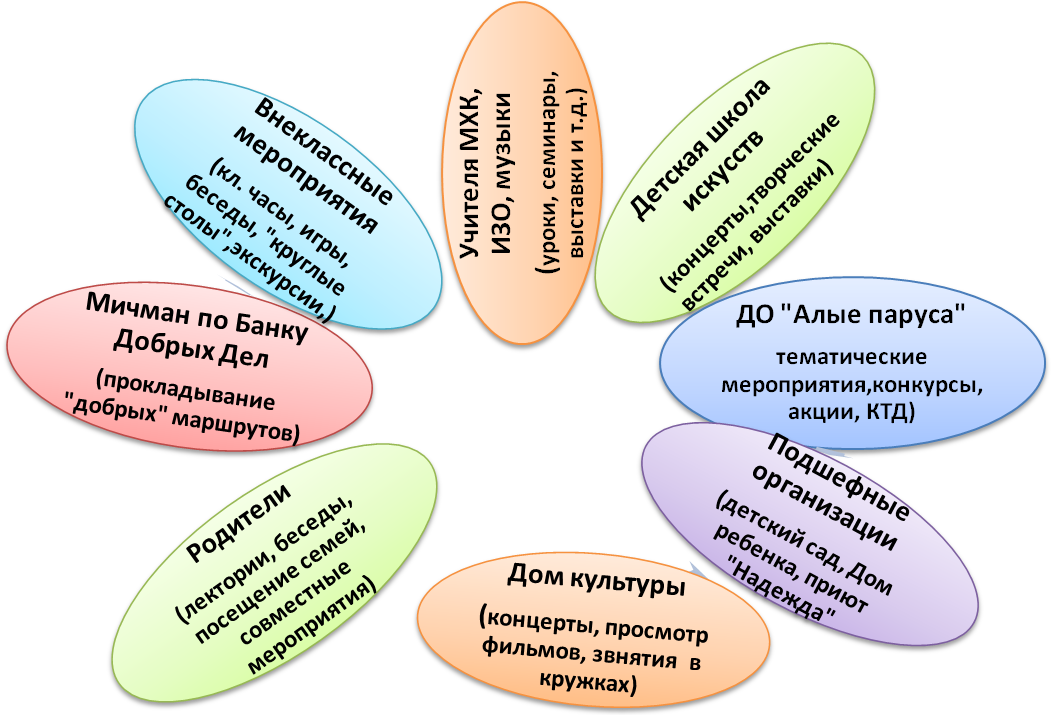 Учителя МХК,
ИЗО, музыки
(уроки, семинары,
выставки и т.д.)
Детская школа
искусств
(концерты,творческие
встречи, выставки)
ДО "Алые паруса"
тематические
мероприятия,конкурсы,
акции, КТД)
Подшефные
организации
(детский сад, Дом
ребенка, приют
"Надежда"
Дом культуры
(концерты, просмотр
фильмов, звнятия в
кружках)
Родители
(лектории, беседы,
посещение семей,
совместные
мероприятия)
Мичман по Банку
Добрых Дел
(прокладывание
"добрых" маршрутов)
Внеклассные
мероприятия
(кл. часы, игры,
беседы, "круглые
столы",экскурсии,)